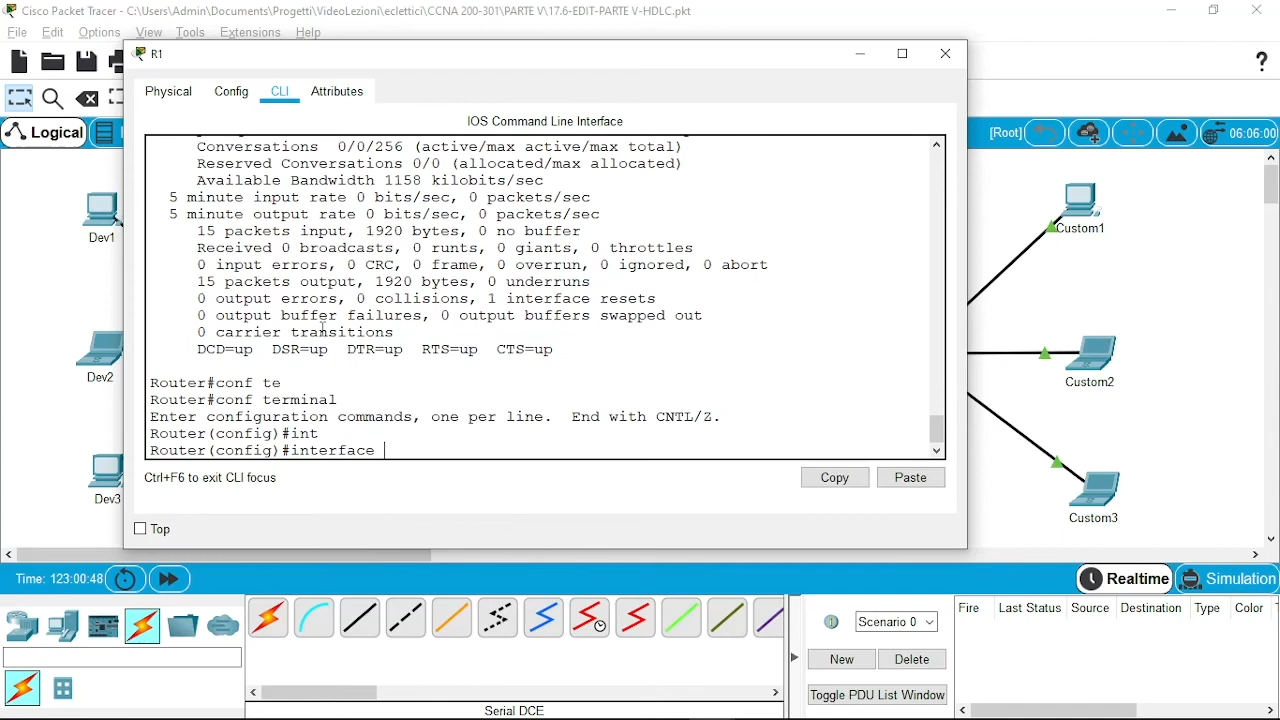 Cisco Packet Tracer - C:\Users\Admin\Documents\Progetti\VideoLezioni\eclettici\CCNA 200-301\PARTE V\17.6-EDIT-PARTE V-HDLC.pkt
File Edit Options View Tools Extensions Help
R1
Physical Config CLI Attributes
IOS Command Line Interface
Logical
[Root]
06:06:00
Conversations 0/0/256 (active/max active/max total)
Reserved Conversations 0/0 (allocated/max allocated)
Available Bandwidth 1158 kilobits/sec
5 minute input rate 0 bits/sec, 0 packets/sec
5 minute output rate 0 bits/sec, 0 packets/sec
15 packets input, 1920 bytes, 0 no buffer
Received 0 broadcasts, 0 runts, 0 giants, 0 throttles
0 input errors, 0 CRC, 0 frame, 0 overrun, 0 ignored, 0 abort
15 packets output, 1920 bytes, 0 underruns
0 output errors, 0 collisions, 1 interface resets
0 output buffer failures, 0 output buffers swapped out
0 carrier transitions
DCD=up DSR=up DTR=up RTS=up CTS=up
Router#conf te
Router#conf terminal
Enter configuration commands, one per line. End with CNTL/Z.
Router(config)#int
Router(config)#interface
Ctrl+F6 to exit CLI focus
Copy
Paste
Top
Dev1
Dev2
Dev3
Custom1
Custom2
Custom3
Time: 123:00:48
Realtime
Simulation
Scenario 0
New
Delete
Toggle PDU List Window
Fire Last Status Source Destination Type Color
Serial DCE